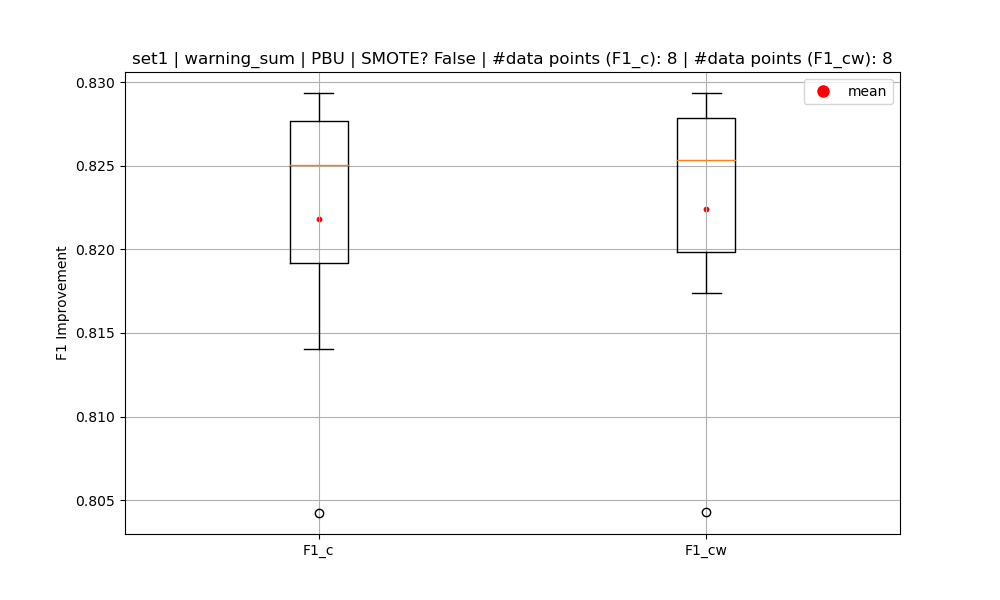 set1 | warning_sum | PBU | SMOTE? False | #data points (F1_c): 8 | #data points (F1_cw): 8
mean
F1 Improvement
0.830
0.825
0.820
0.815
0.810
0.805
F1_c
F1_cw